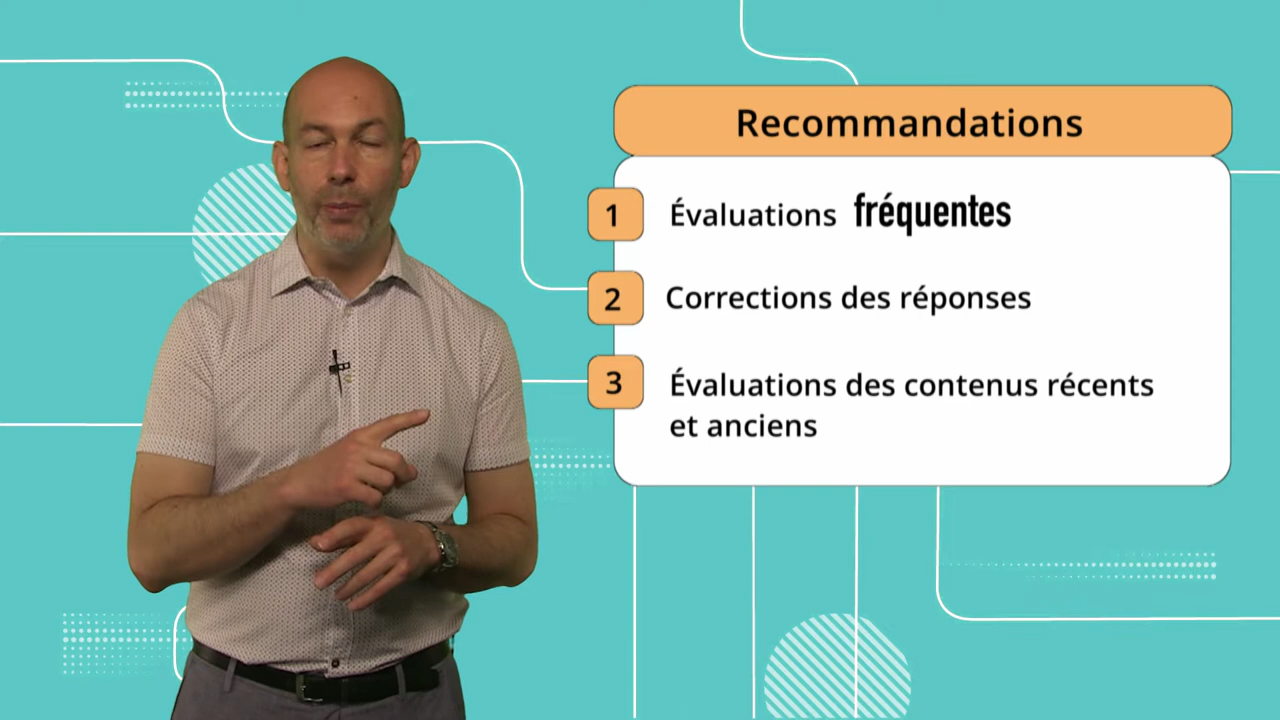 Recommandations
1 Évaluations fréquentes
2 Corrections des réponses
3 Évaluations des contenus récents
et anciens